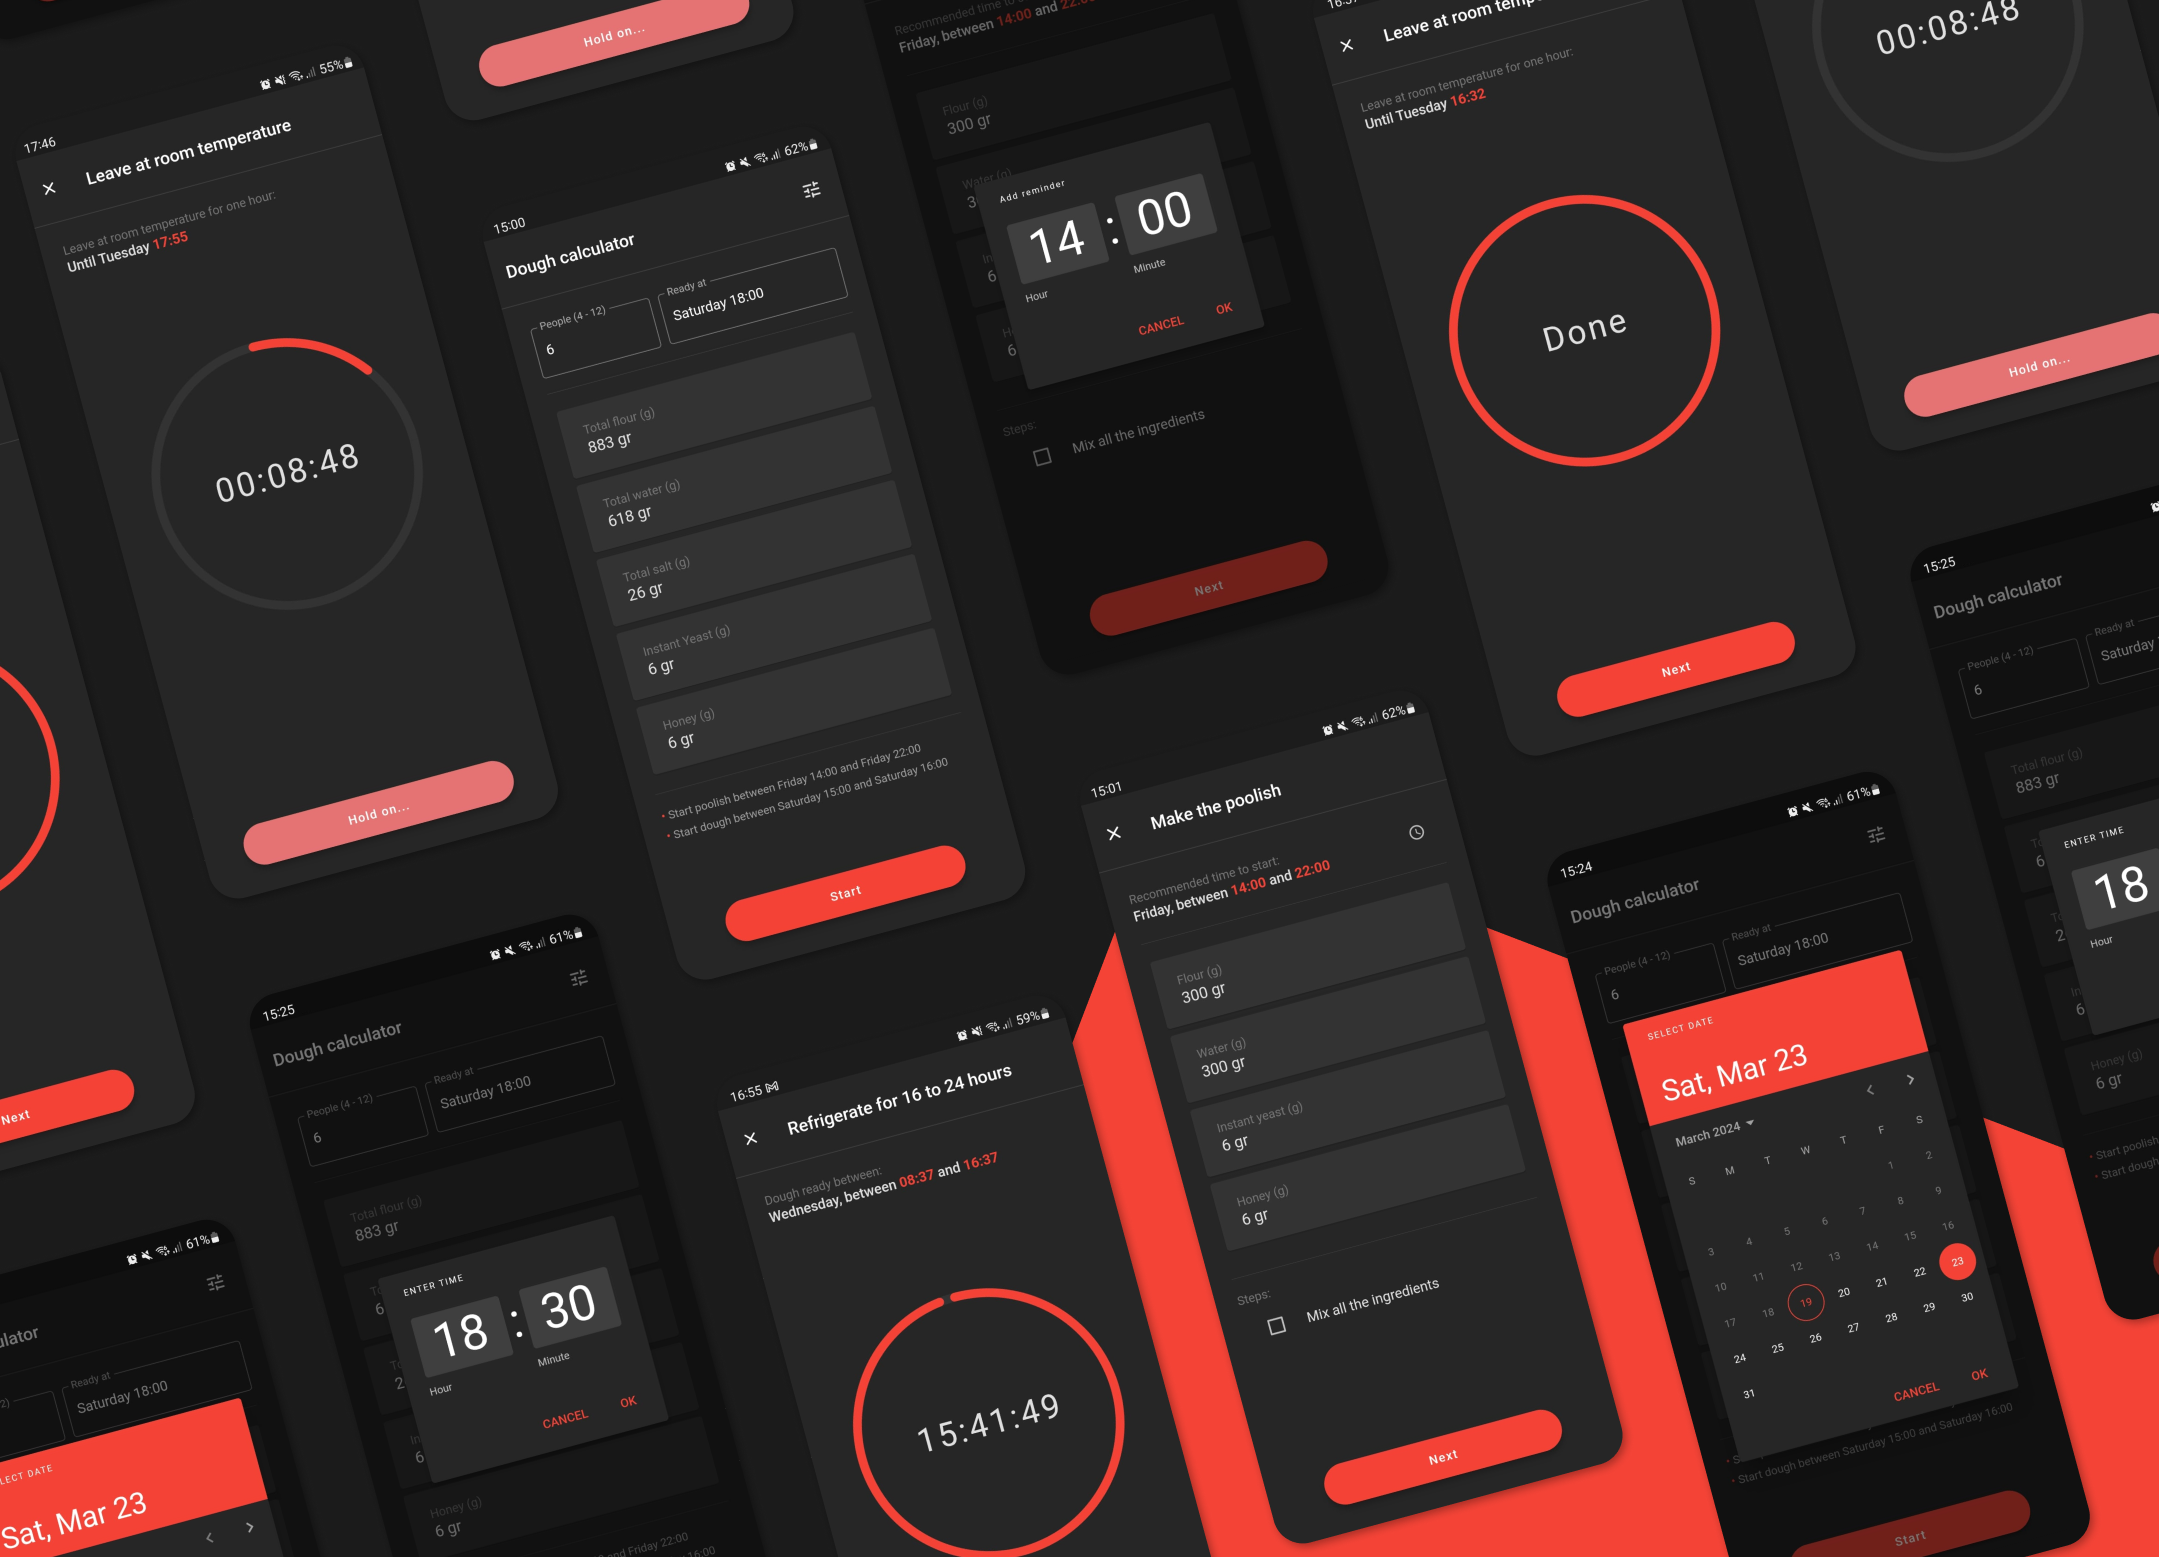 Hold on...
17:46
55%
Leave at room temperature
Leave at room temperature for one hour:
Until Tuesday 17:55
00:08:48
Hold on...
Next
15:00
62%
Dough calculator
People (4 - 12)
6
Ready at
Saturday 18:00
Total flour (g)
883 gr
Total water (g)
618 gr
Total salt (g)
26 gr
Instant Yeast (g)
6 gr
Honey (g)
6 gr
• Start poolish between Friday 14:00 and Friday 22:00
• Start dough between Saturday 15:00 and Saturday 16:00
Start
Recommended time to
Friday, between 14:00 and 22:00
Flour (g)
300 gr
Water (g)
Add reminder
14 : 00
Hour
Minute
CANCEL
OK
Steps:
Mix all the ingredients
Next
Leave at room
Leave at room temperature for one hour:
Until Tuesday 16:32
Done
Next
00:08:48
Hold on...
15:25
Dough calculator
People (4 - 12)
6
Ready at
Saturday
Total flour (g)
883 gr
ENTER TIME
18
Hour
Honey (g)
6 gr
• Start poolish
• Start dough
15:01
62%
Make the poolish
Recommended time to start:
Friday, between 14:00 and 22:00
Flour (g)
300 gr
Water (g)
300 gr
Instant yeast (g)
6 gr
Honey (g)
6 gr
Steps:
Mix all the ingredients
Next
15:24
61%
Dough calculator
People (4 - 12)
6
Ready at
Saturday 18:00
SELECT DATE
Sat, Mar 23
March 2024
S M T W T F S
1 2
3 4 5 6 7 8 9
10 11 12 13 14 15 16
17 18 19 20 21 22 23
24 25 26 27 28 29 30
31
CANCEL
OK
• Start dough between Saturday 15:00 and Saturday 16:00
Start
15:25
61%
Dough calculator
People (4 - 12)
6
Ready at
Saturday 18:00
Total flour (g)
883 gr
ENTER TIME
18 : 30
Hour
Minute
CANCEL
OK
Honey (g)
6 gr
and Friday 22:00
16:00
16:55
59%
Refrigerate for 16 to 24 hours
Dough ready between:
Wednesday, between 08:37 and 16:37
15:41:49
61%
Ready at
Saturday 18:00
Sat, Mar 23